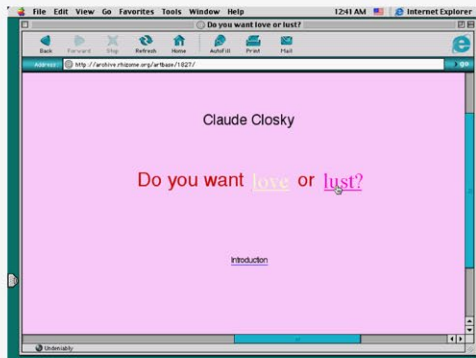 File Edit View Go Favorites Tools Window Help 12:41 AM Internet Explorer
Do you want love or lust?
Back Forward Stop Refresh Home AutoFill Print Mail
Address http://archive.rhizome.org/artbase/1827/ go
Claude Closky
Do you want love or lust?
Introduction
Undeniably